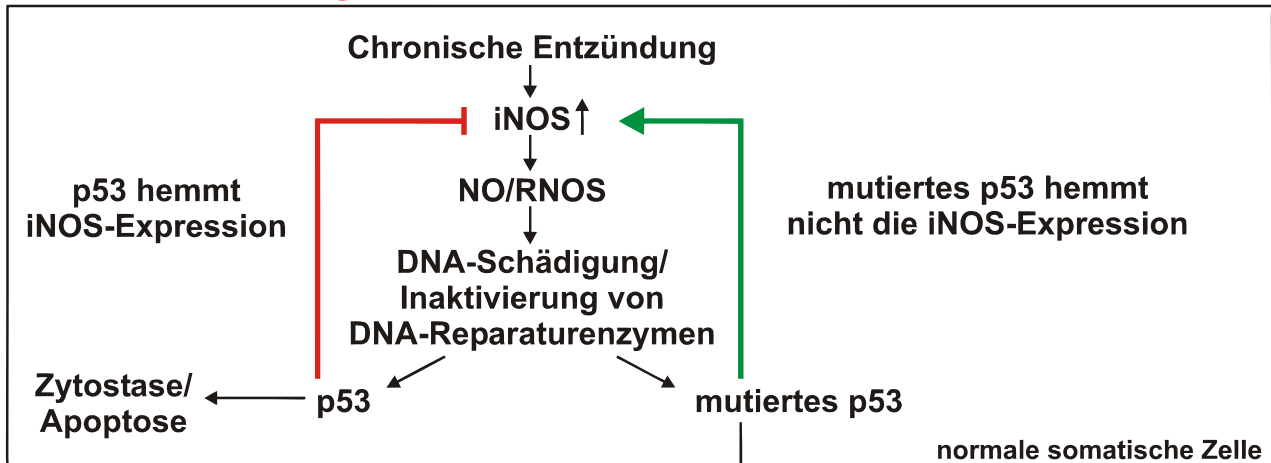 Chronische Entzündung
iNOS
p53 hemmt
iNOS-Expression
NO/RNOS
mutiertes p53 hemmt
nicht die iNOS-Expression
DNA-Schädigung/
Inaktivierung von
DNA-Reparaturenzymen
Zytostase/
Apoptose
p53
mutiertes p53
normale somatische Zelle